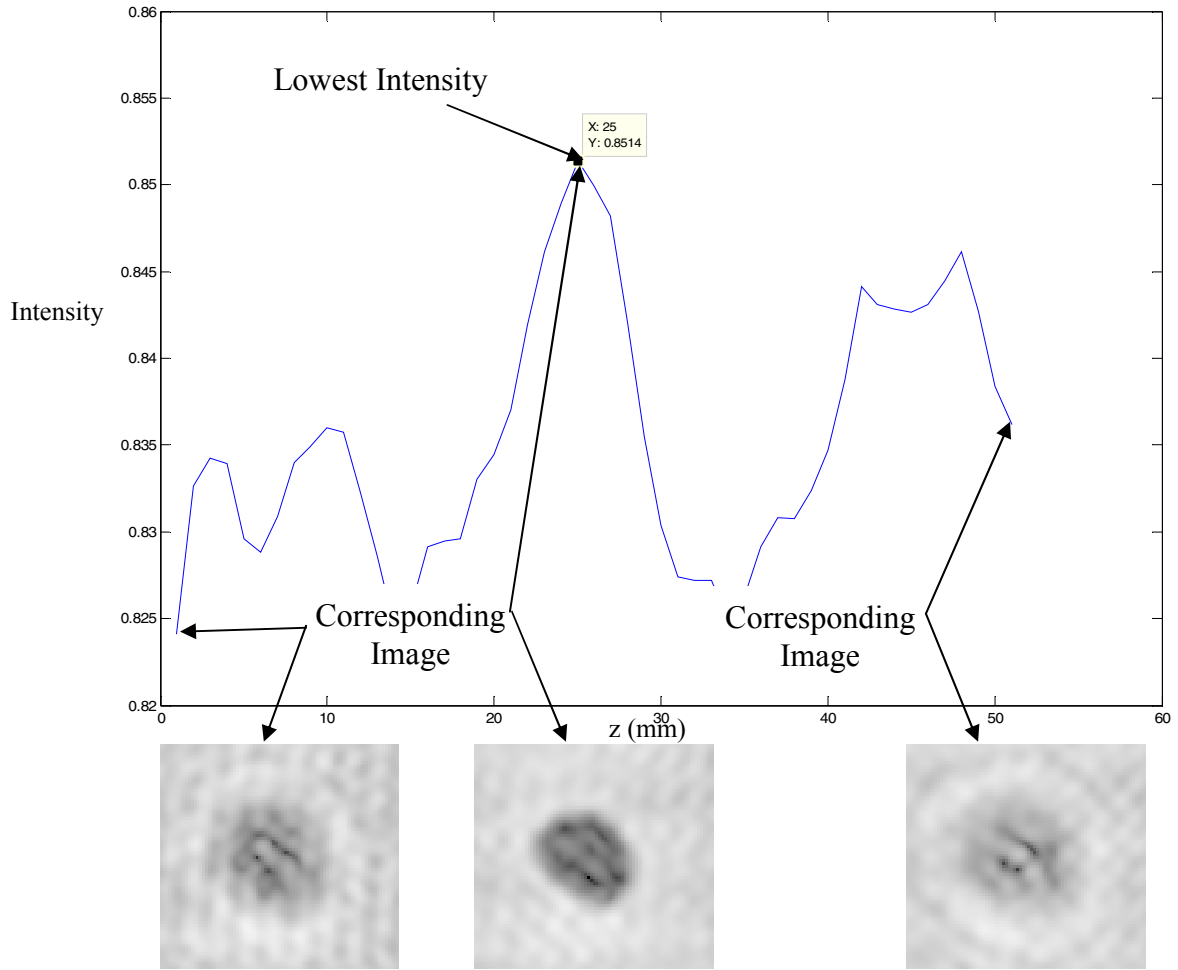 0.86
0.855
0.85
0.845
0.84
0.835
0.83
0.825
0.82
Intensity
Lowest Intensity
X: 25
Y: 0.8514
Corresponding
Image
Corresponding
Image
0 10 20 30 40 50 60
z (mm)